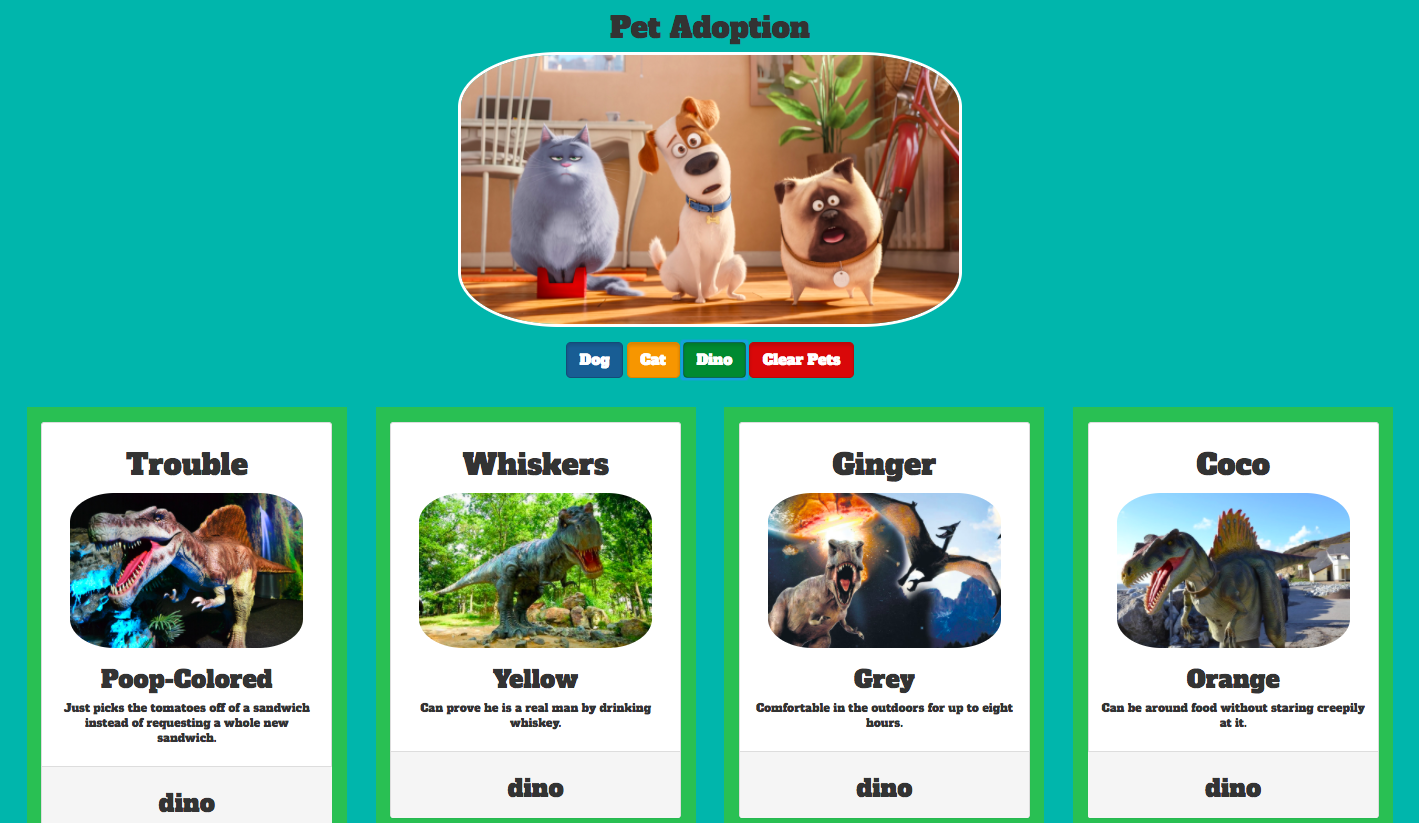 Pet Adoption
Dog Cat Dino Clear Pets
Trouble
Poop-Colored
Just picks the tomatoes off of a sandwich
instead of requesting a whole new
sandwich.
dino
Whiskers
Yellow
Can prove he is a real man by drinking
whiskey.
dino
Ginger
Grey
Comfortable in the outdoors for up to eight
hours.
dino
Coco
Orange
Can be around food without staring creepily
at it.
dino